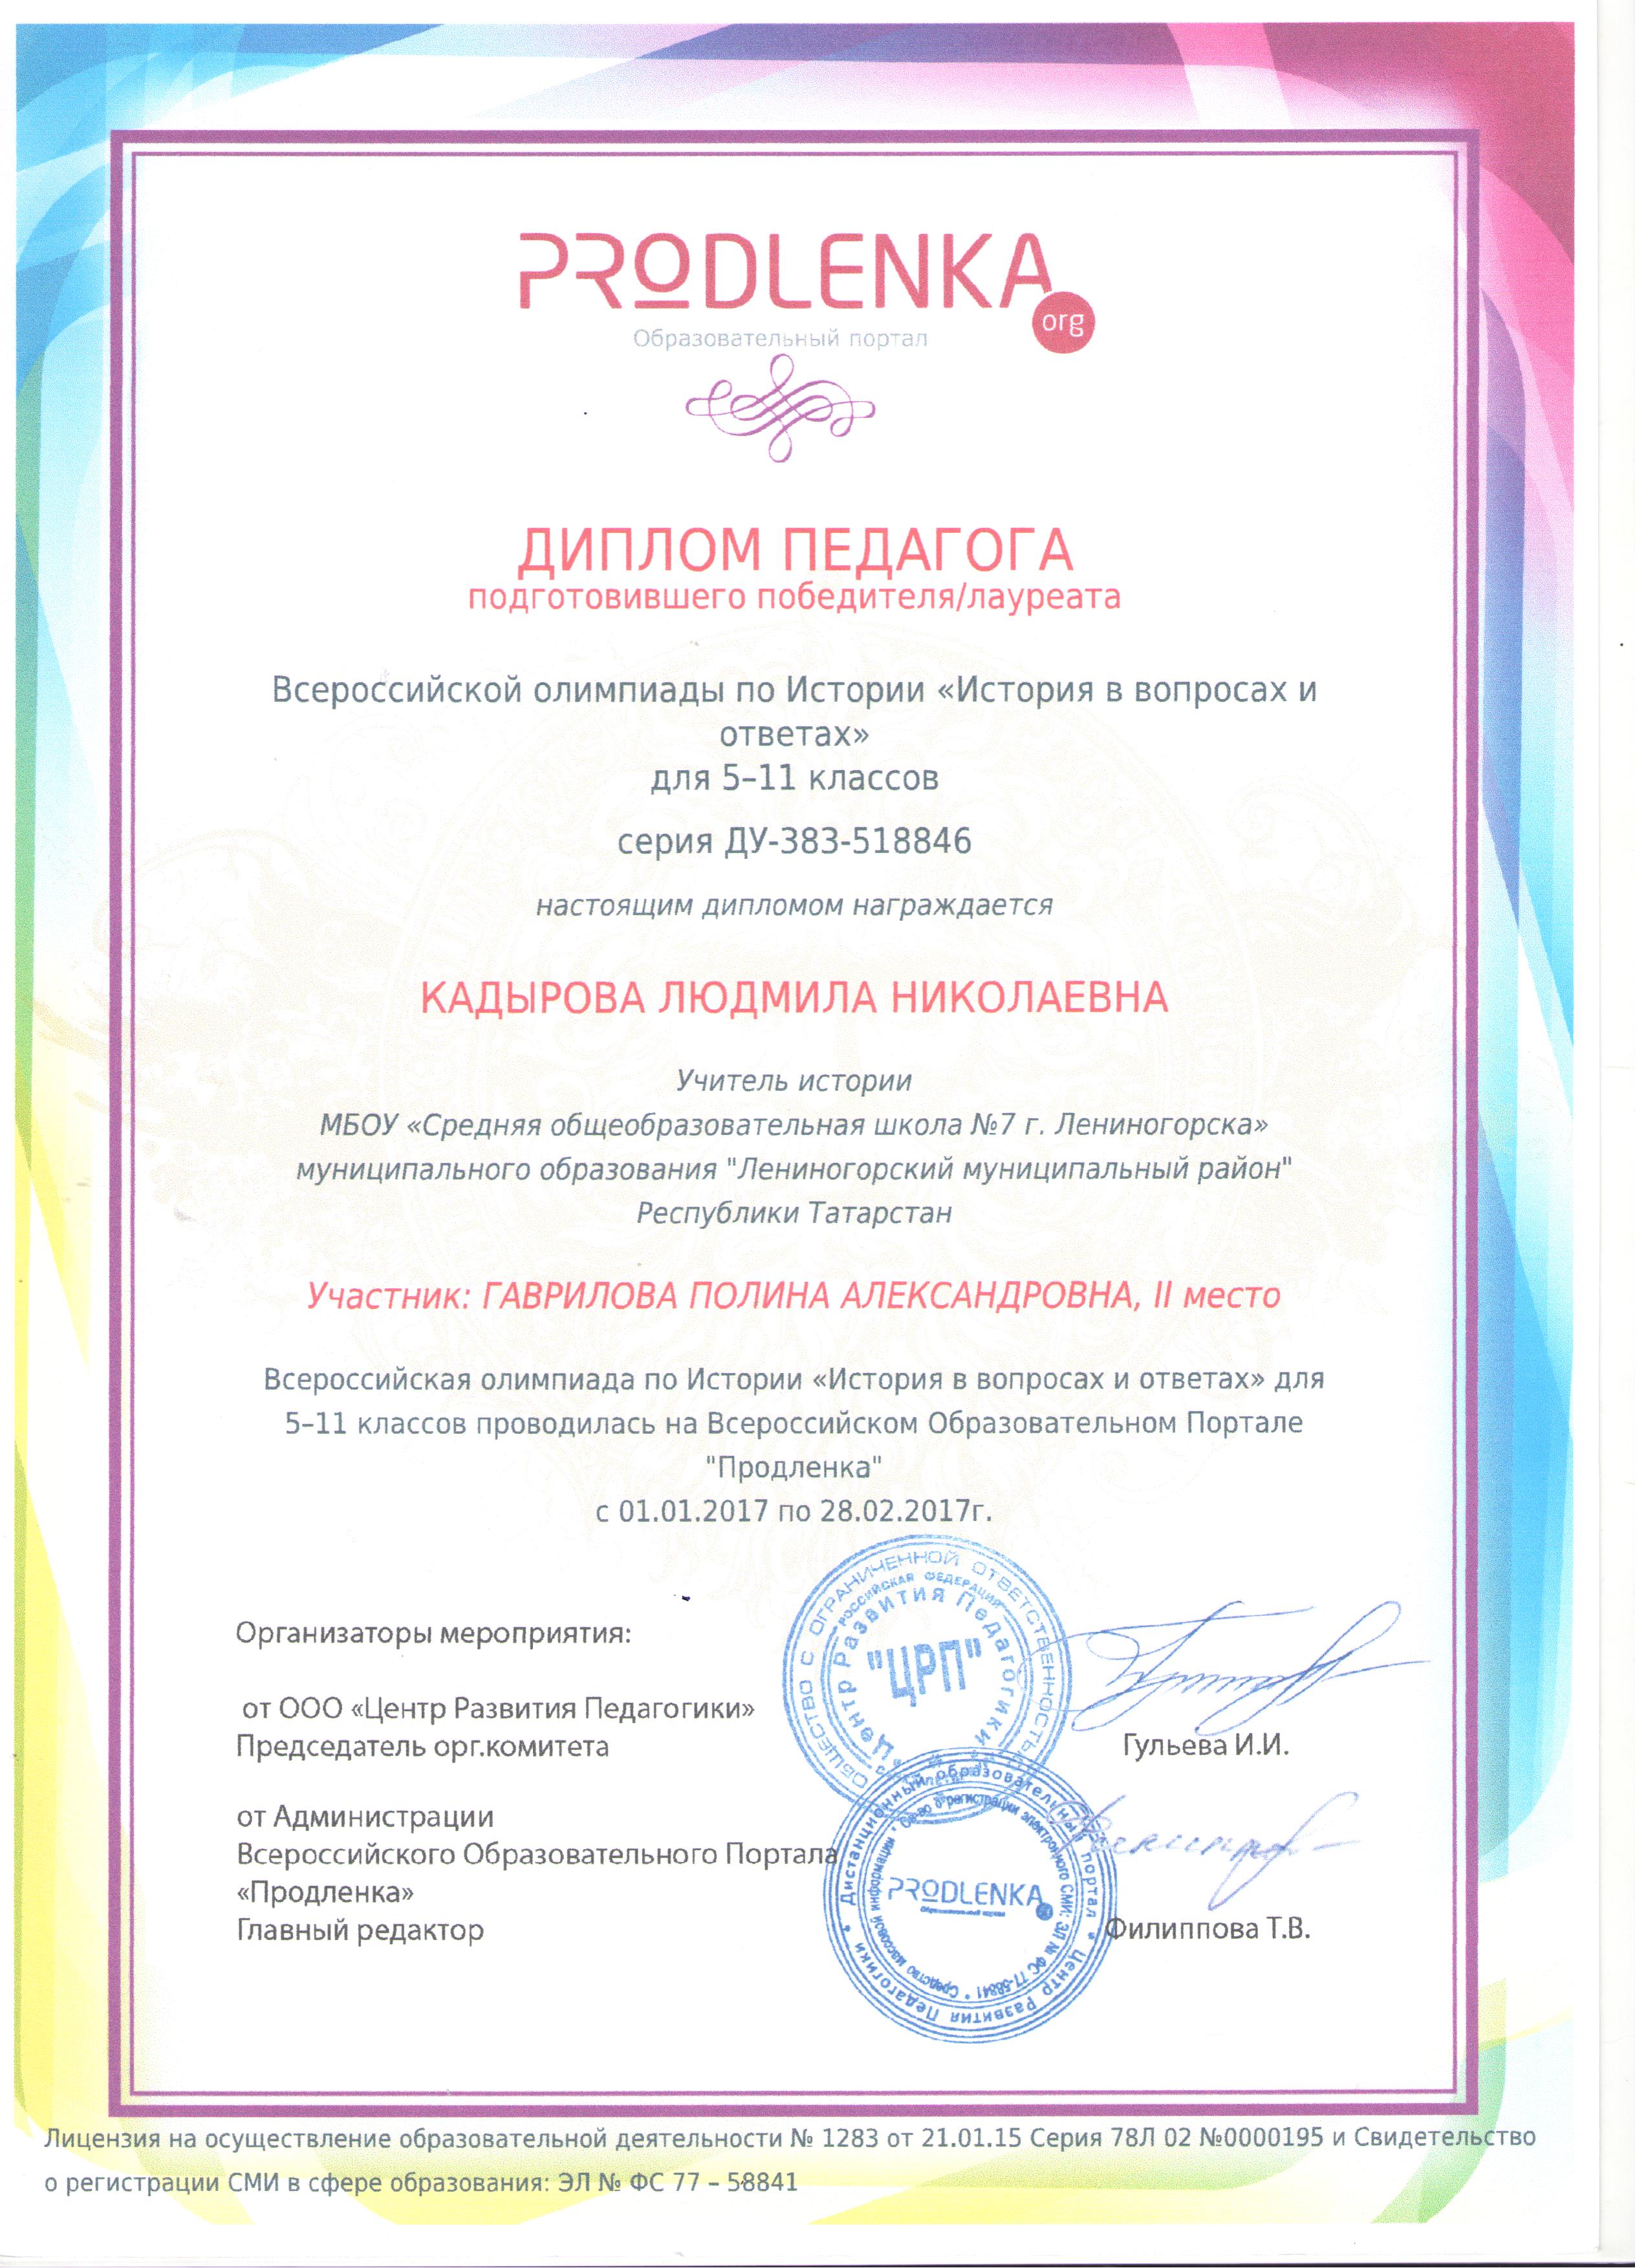 PRODLENKA
org
Образовательный портал
ДИПЛОМ ПЕДАГОГА
подготовившего победителя/лауреата
Всероссийской олимпиады по Истории «История в вопросах и
ответах»
для 5–11 классов
серия ДУ-383-518846
настоящим дипломом награждается
КАДЫРОВА ЛЮДМИЛА НИКОЛАЕВНА
Учитель истории
МБОУ «Средняя общеобразовательная школа №7 г. Лениногорска»
муниципального образования "Лениногорский муниципальный район"
Республики Татарстан
Участник: ГАВРИЛОВА ПОЛИНА АЛЕКСАНДРОВНА, II место
Всероссийская олимпиада по Истории «История в вопросах и ответах» для
5–11 классов проводилась на Всероссийском Образовательном Портале
"Продленка"
с 01.01.2017 по 28.02.2017г.
Организаторы мероприятия:
от ООО «Центр Развития Педагогики»
Председатель орг.комитета
Гульева И.И.
ОБЩЕСТВО С ОГРАНИЧЕННОЙ ОТВЕТСТВЕННОСТЬЮ
РОССИЙСКАЯ ФЕДЕРАЦИЯ
"Центр Развития Педагогики"
"ЦРП"
от Администрации
Всероссийского Образовательного Портала
«Продленка»
Главный редактор
Филиппова Т.В.
Дистанционный образовательный портал * Центр Развития Педагогики *
Средство массовой информации * Св-во о регистрации электронного СМИ: ЭЛ № ФС 77-58841 *
PRODLENKA
Лицензия на осуществление образовательной деятельности № 1283 от 21.01.15 Серия 78Л 02 №0000195 и Свидетельство
о регистрации СМИ в сфере образования: ЭЛ № ФС 77 – 58841